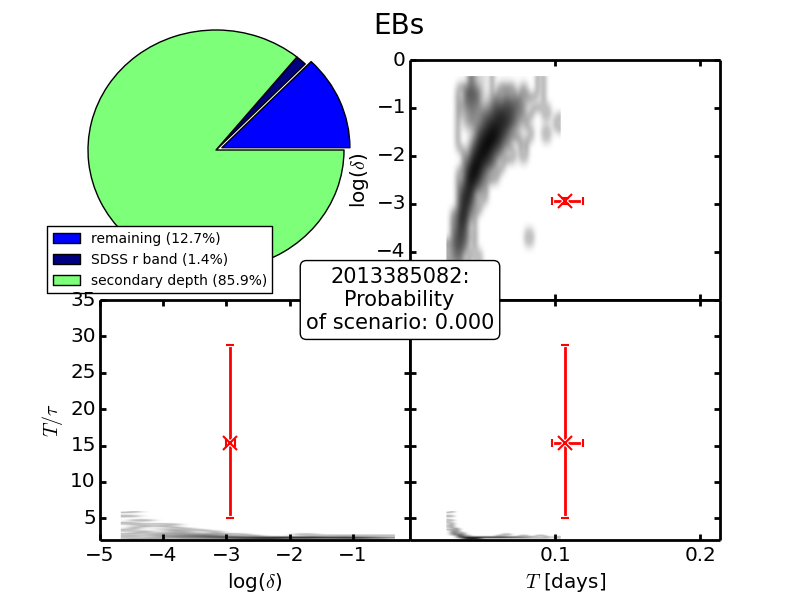 EBs
remaining (12.7%)
SDSS r band (1.4%)
secondary depth (85.9%)
0
−1
−2
−3
−4
log(δ)
2013385082:
Probability
of scenario: 0.000
35
30
25
20
15
10
5
T/τ
−5 −4 −3 −2 −1
log(δ)
0.1 0.2
T [days]